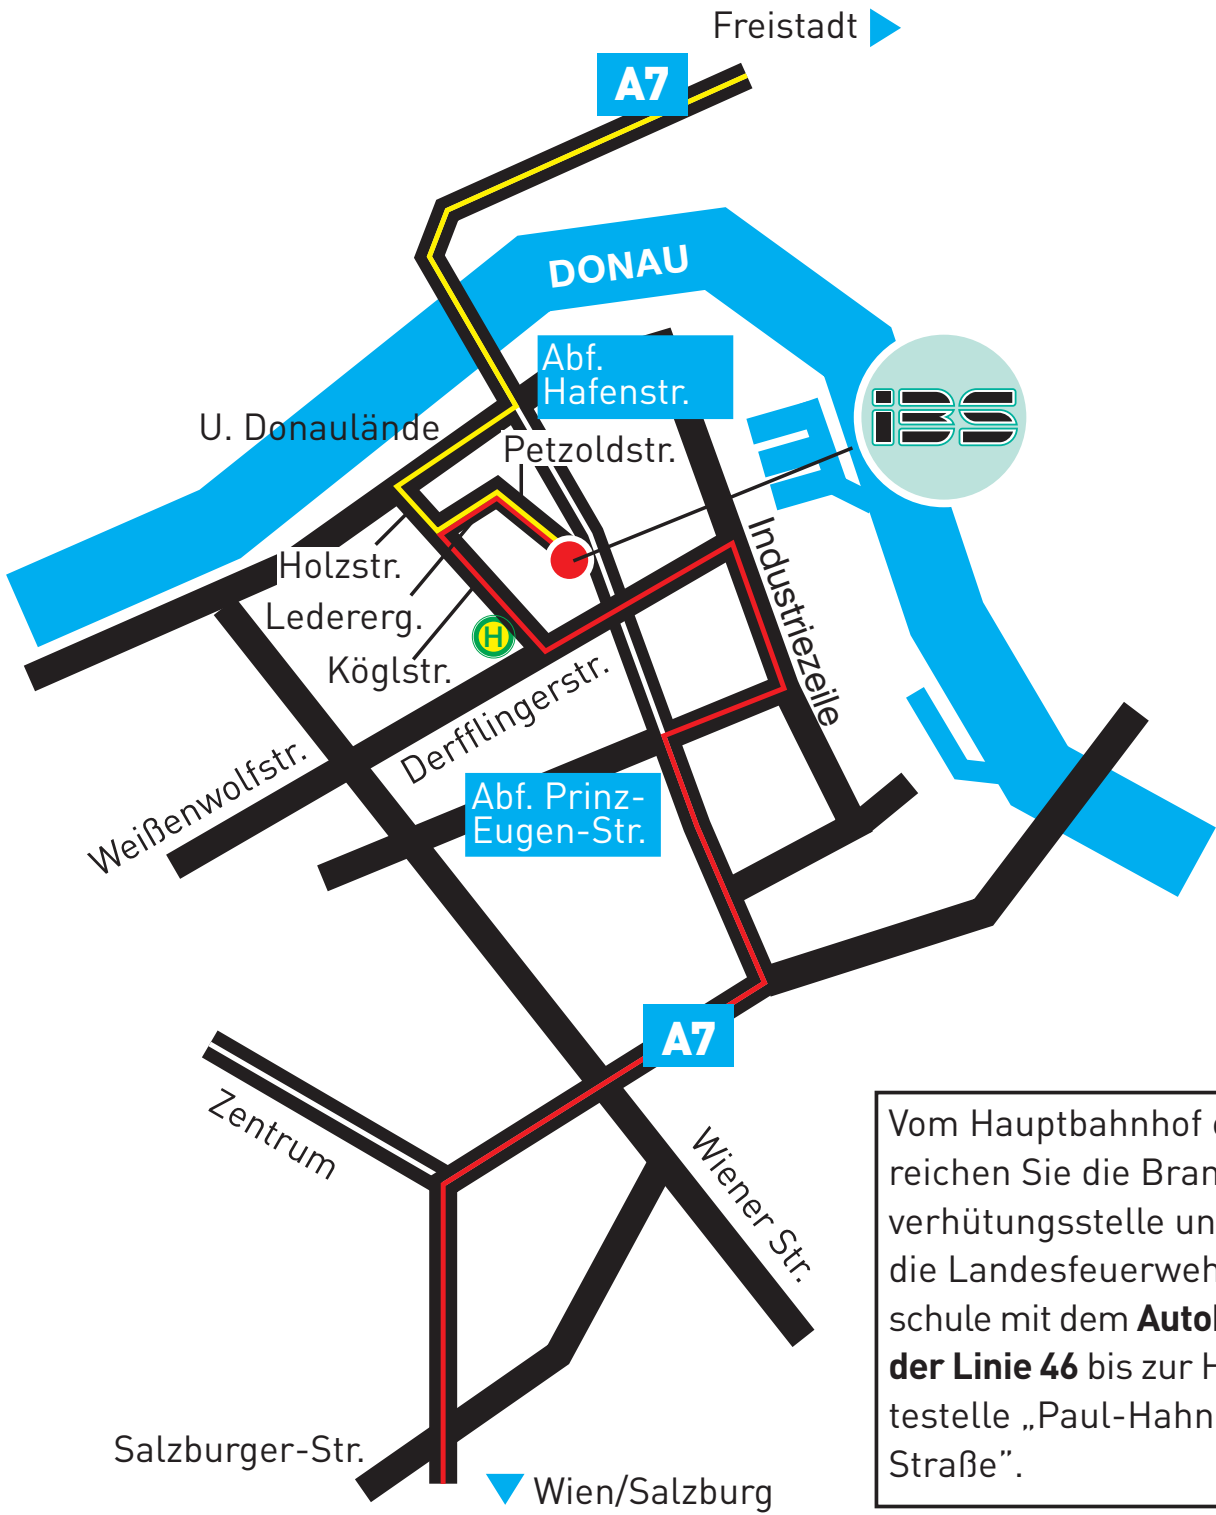 Freistadt
A7
DONAU
Abf.
Hafenstr.
iBS
U. Donaulände
Petzoldstr.
Industriezeile
Holzstr.
Ledererg.
H
Köglstr.
Derfflingerstr.
Weißenwolfstr.
Abf. Prinz-
Eugen-Str.
A7
Zentrum
Wiener Str.
Vom Hauptbahnhof
reichen Sie die Bran
verhütungsstelle un
die Landesfeuerweh
schule mit dem Auto
der Linie 46 bis zur H
testelle „Paul-Hahn
Straße”.
Salzburger-Str.
Wien/Salzburg